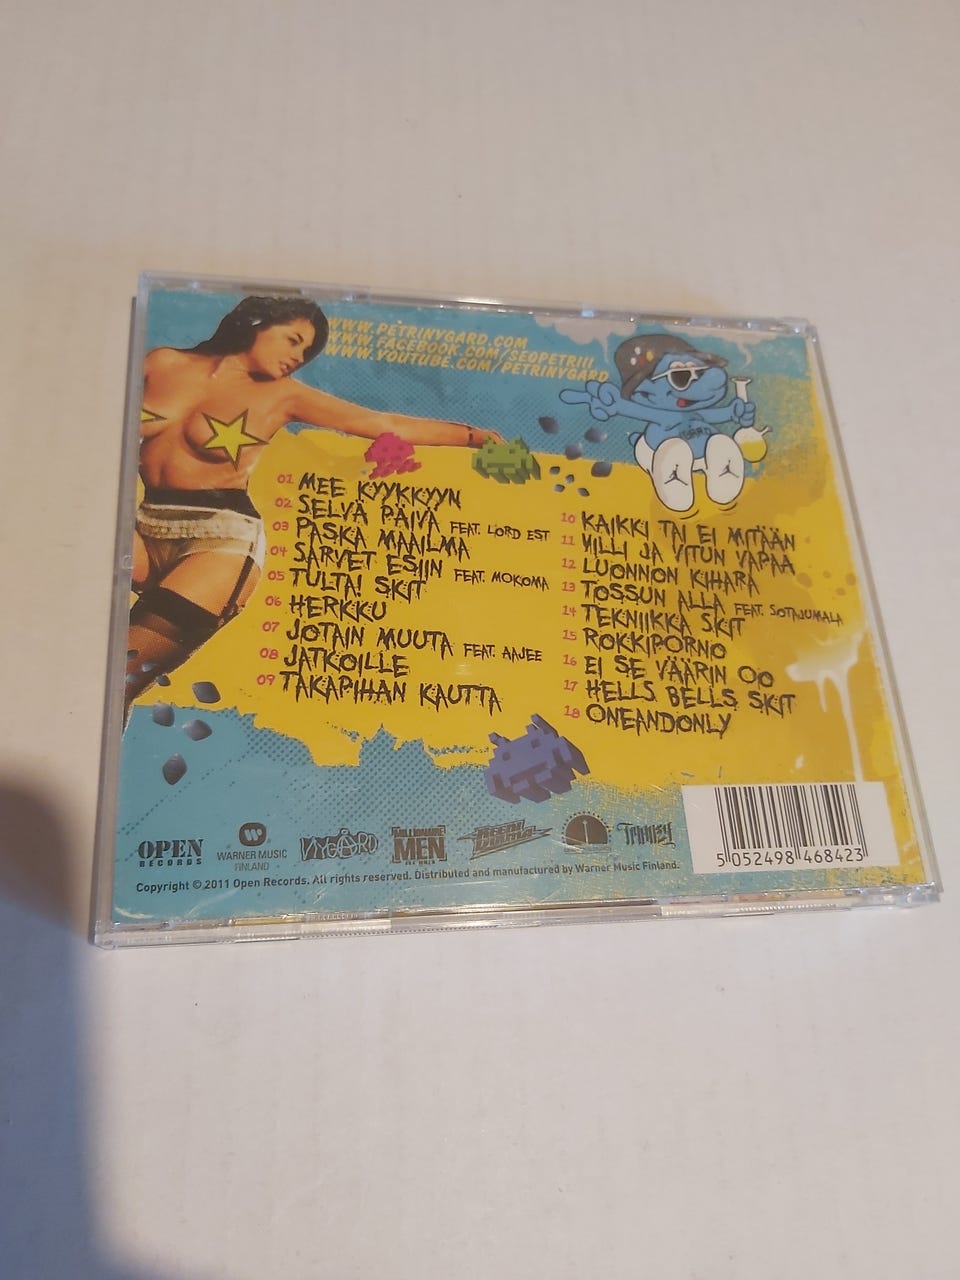 WWW.PETRINYGARD.COM
WWW.FACEBOOK.COM/SEOPETRIII
WWW.YOUTUBE.COM/PETRINYGARD
01 MEE KYYKKYYN
02 SELVÄ PÄIVÄ FEAT. LORD EST
03 PASKA MAAILMA
04 SARVET ESIIN FEAT. MOKOMA
05 TULTA! SKIT
06 HERKKU
07 JOTAIN MUUTA FEAT. AAJEE
08 JATKOILLE
09 TAKAPIHAN KAUTTA
10 KAIKKI TAI EI MITÄÄN
11 VILLI JA VITUN VAPAA
12 LUONNON KIHARA
13 TOSSUN ALLA FEAT. SOTAJUMALA
14 TEKNIIKKA SKIT
15 ROKKIPORNO
16 EI SE VÄÄRIN OO
17 HELLS BELLS SKIT
18 ONEANDONLY
OPEN
RECORDS
WARNER MUSIC
FINLAND
NYGÅRD
MILLIONAIRE
MEN
5 052498 468423
Copyright © 2011 Open Records. All rights reserved. Distributed and manufactured by Warner Music Finland.